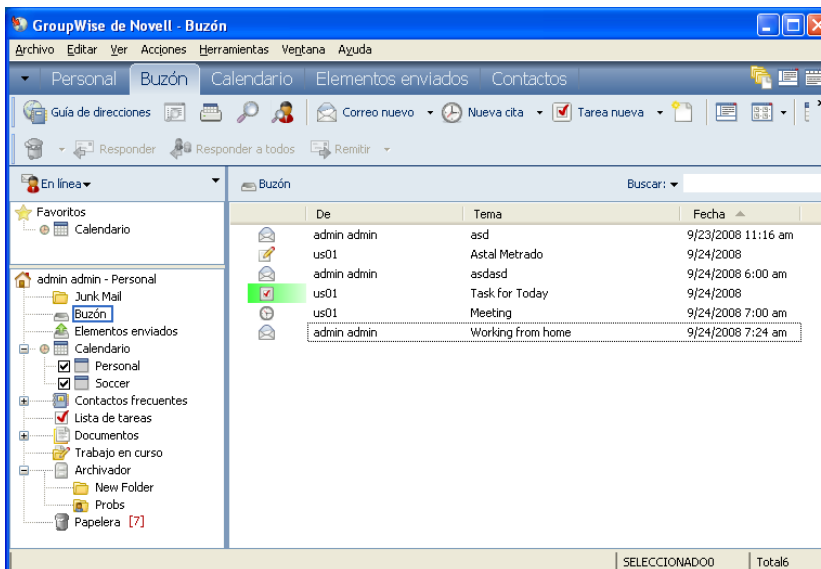 GroupWise de Novell - Buzón
Archivo Editar Ver Acciones Herramientas Ventana Ayuda
Personal Buzón Calendario Elementos enviados Contactos
Guía de direcciones Correo nuevo Nueva cita Tarea nueva
Responder Responder a todos Remitir
En línea Buzón Buscar:
Favoritos
Calendario
De Tema Fecha
admin admin asd 9/23/2008 11:16 am
us01 Astal Metrado 9/24/2008
admin admin asdasd 9/24/2008 6:00 am
us01 Task for Today 9/24/2008
us01 Meeting 9/24/2008 7:00 am
admin admin Working from home 9/24/2008 7:24 am
admin admin - Personal
Junk Mail
Buzón
Elementos enviados
Calendario
Personal
Soccer
Contactos frecuentes
Lista de tareas
Documentos
Trabajo en curso
Archivador
New Folder
Probs
Papelera [7]
SELECCIONADO0 Total6